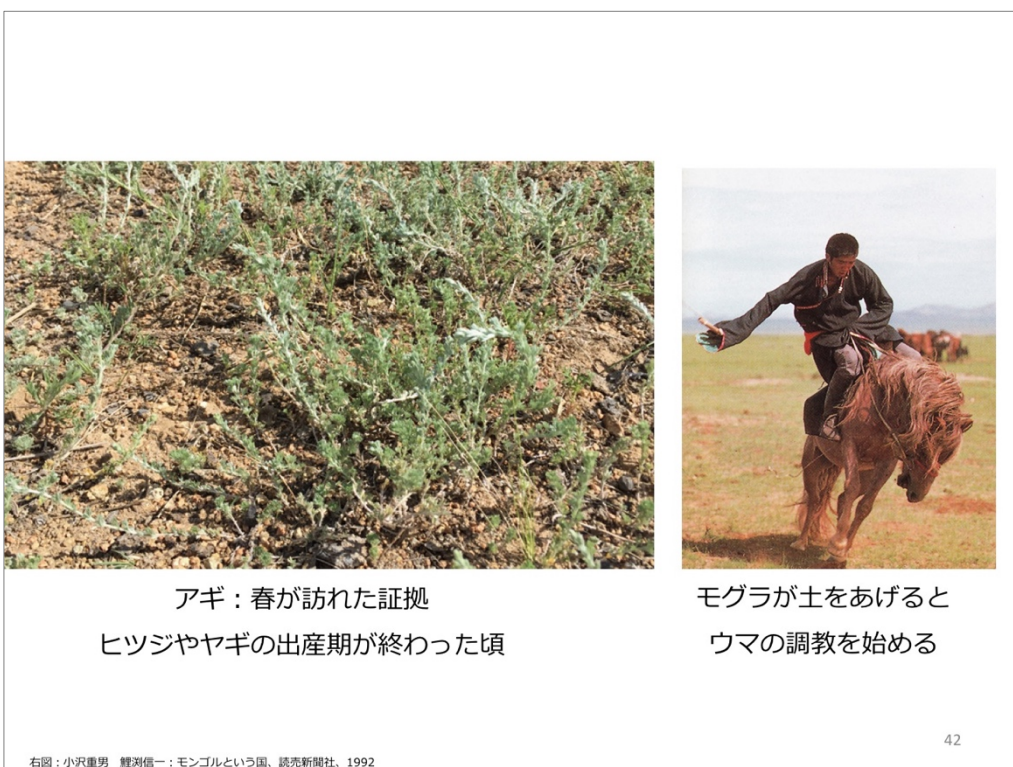 アギ：春が訪れた証拠
ヒツジやヤギの出産期が終わった頃
モグラが土をあげると
ウマの調教を始める
42
右図：小沢重男　鯉渕信一：モンゴルという国、読売新聞社、1992